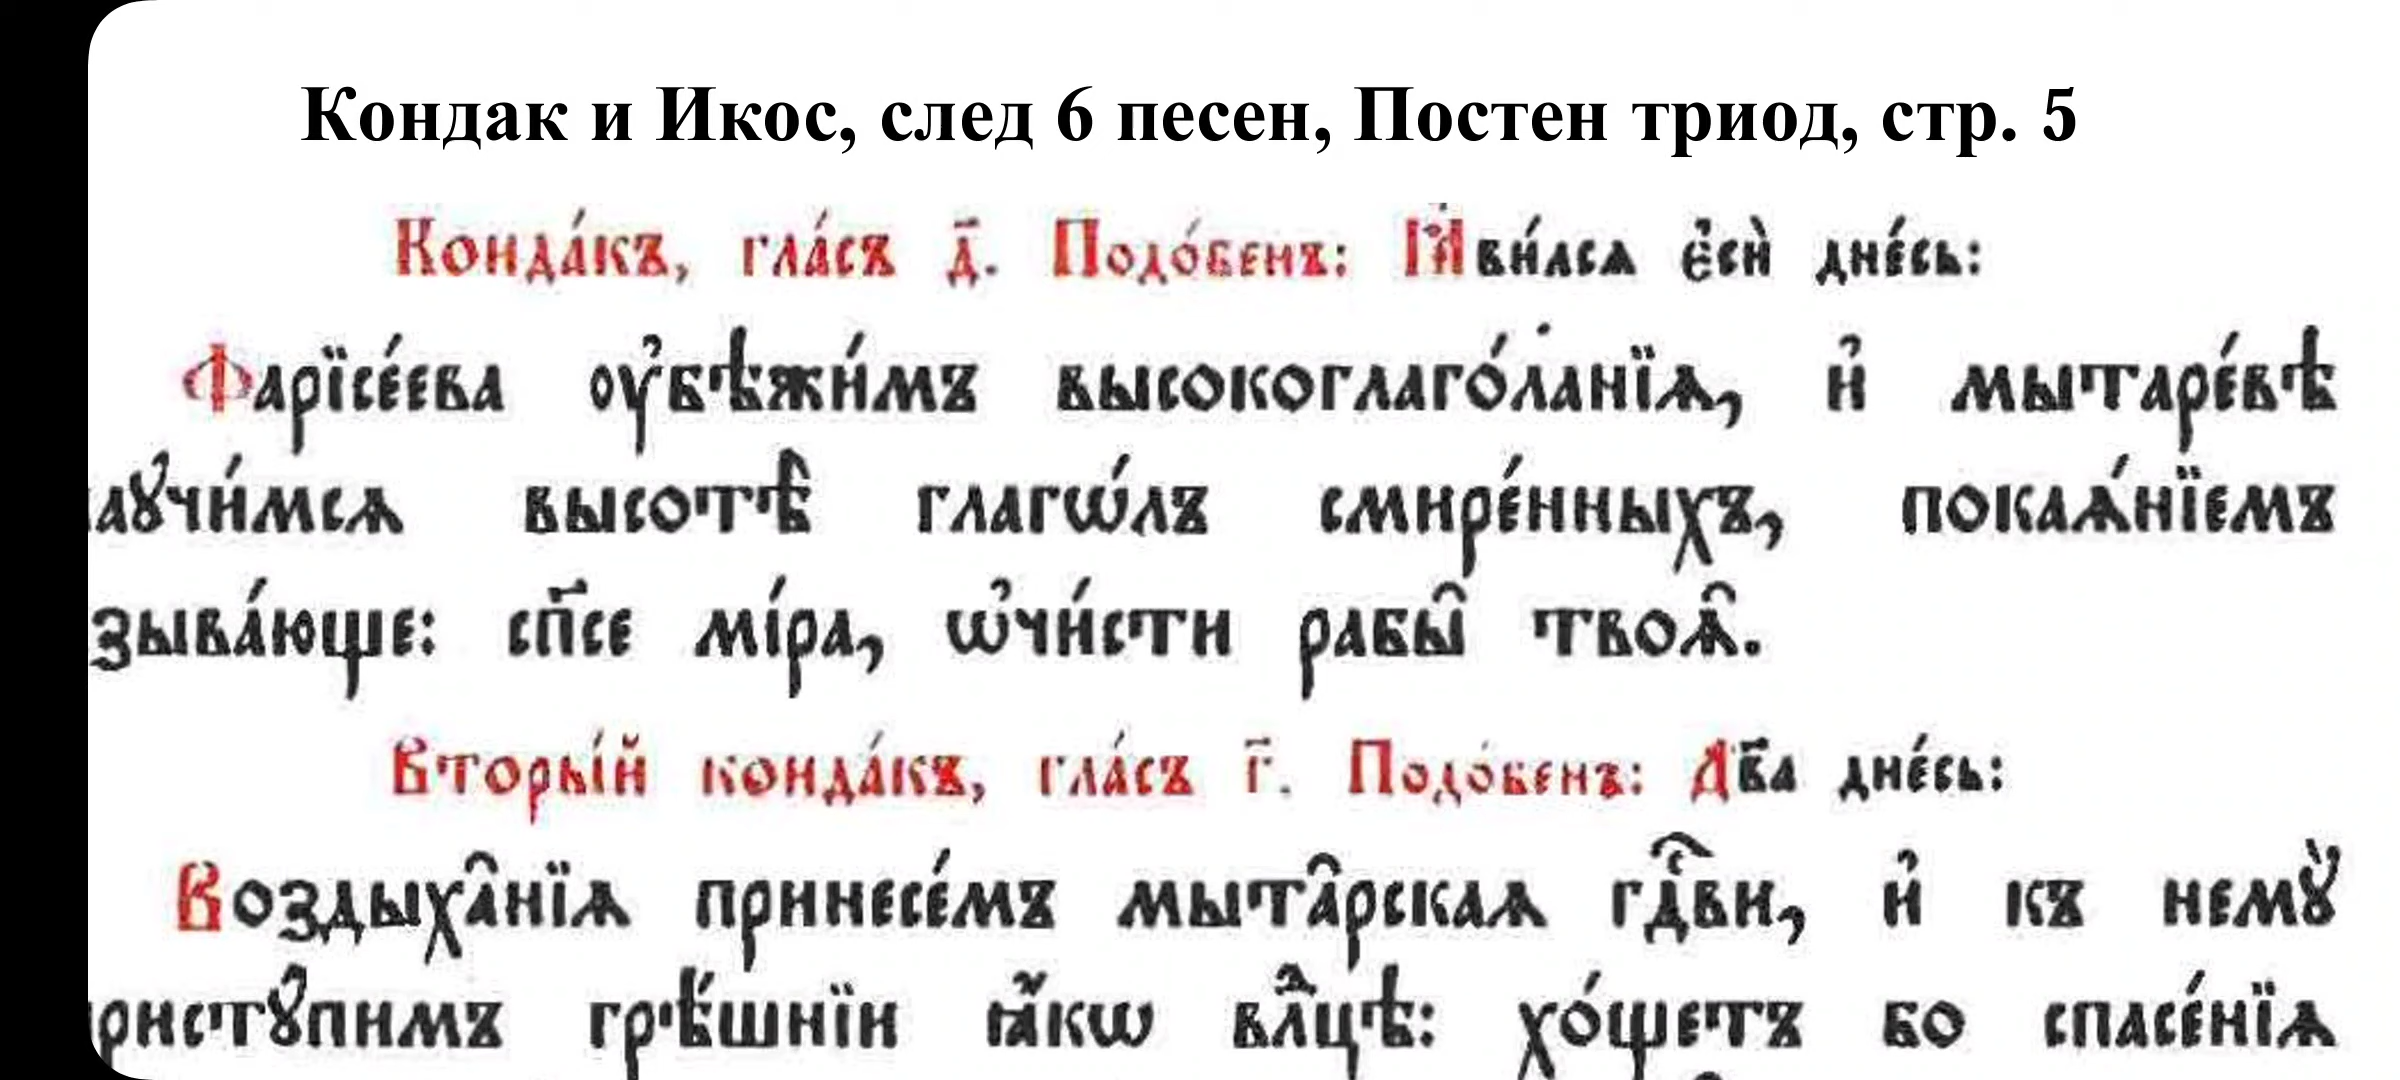 Кондак и Икос, след 6 песен, Постен триод, стр. 5
Конда́къ, гла́съ д҃. Подо́бенъ: Ꙗ҆ви́лсѧ є҆сѝ дне́сь:
Фарїсе́ева ᲂу҆бѣжи́мъ высокоглаго́ланїѧ, и҆ мытаре́вѣ
аꙋчи́мсѧ высотѣ̀ глагѡ́лъ смире́нныхъ, покаѧ́нїемъ
зыва́юще: сп҃се мі́ра, ѡ҆чи́сти рабы̑ твоѧ̑.
Вторы́й конда́къ, гла́съ г҃. Подо́бенъ: Дв҃а дне́сь:
Воздыха̑нїѧ принесе́мъ мыта̑рскаѧ гдⷭ҇ви, и҆ къ немꙋ̀
ристꙋ́пимъ грѣ́шнїи ꙗ҆́кѡ влⷣцѣ: хо́щетъ бо спасе́нїѧ